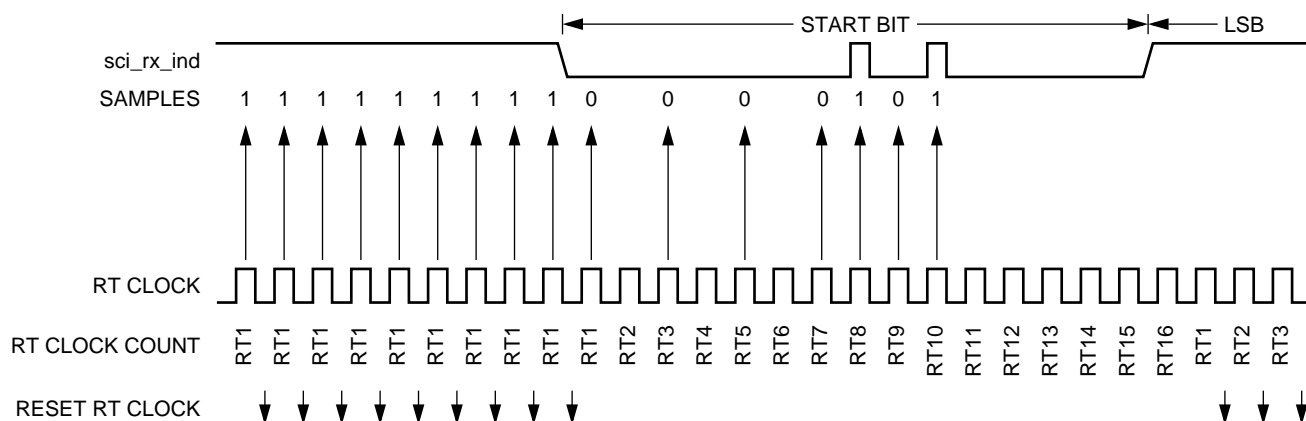 START BIT LSB
sci_rx_ind
SAMPLES 1 1 1 1 1 1 1 1 1 0 0 0 0 1 0 1
RT CLOCK
RT CLOCK COUNT RT1 RT1 RT1 RT1 RT1 RT1 RT1 RT1 RT1 RT1 RT2 RT3 RT4 RT5 RT6 RT7 RT8 RT9 RT10 RT11 RT12 RT13 RT14 RT15 RT16 RT1 RT2 RT3
RESET RT CLOCK